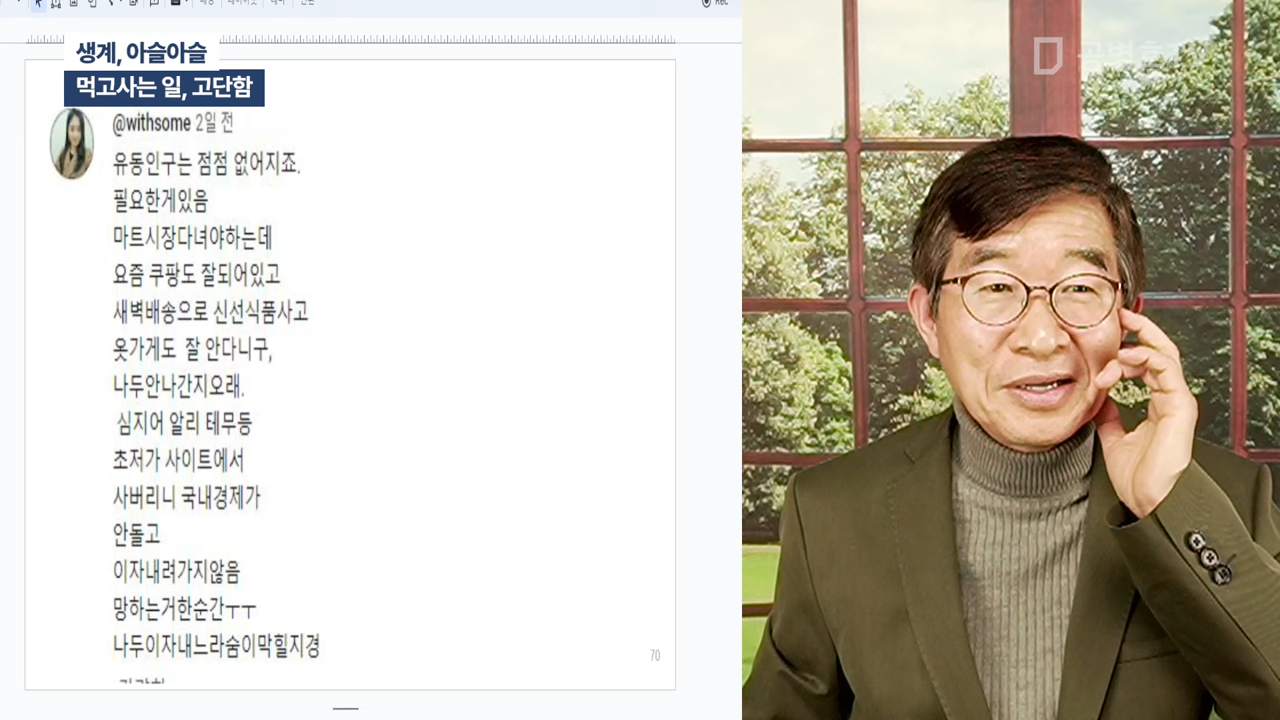 Rec
생계, 아슬아슬
먹고사는 일, 고단함
@withsome 2일 전
유동인구는 점점 없어지죠.
필요한게있음
마트시장다녀야하는데
요즘 쿠팡도 잘되어있고
새벽배송으로 신선식품사고
옷가게도 잘 안다니구,
나두안나간지오래.
심지어 알리 테무등
초저가 사이트에서
사버리니 국내경제가
안돌고
이자내려가지않음
망하는거한순간ㅜㅜ
나두이자내느라숨이막힐지경
70